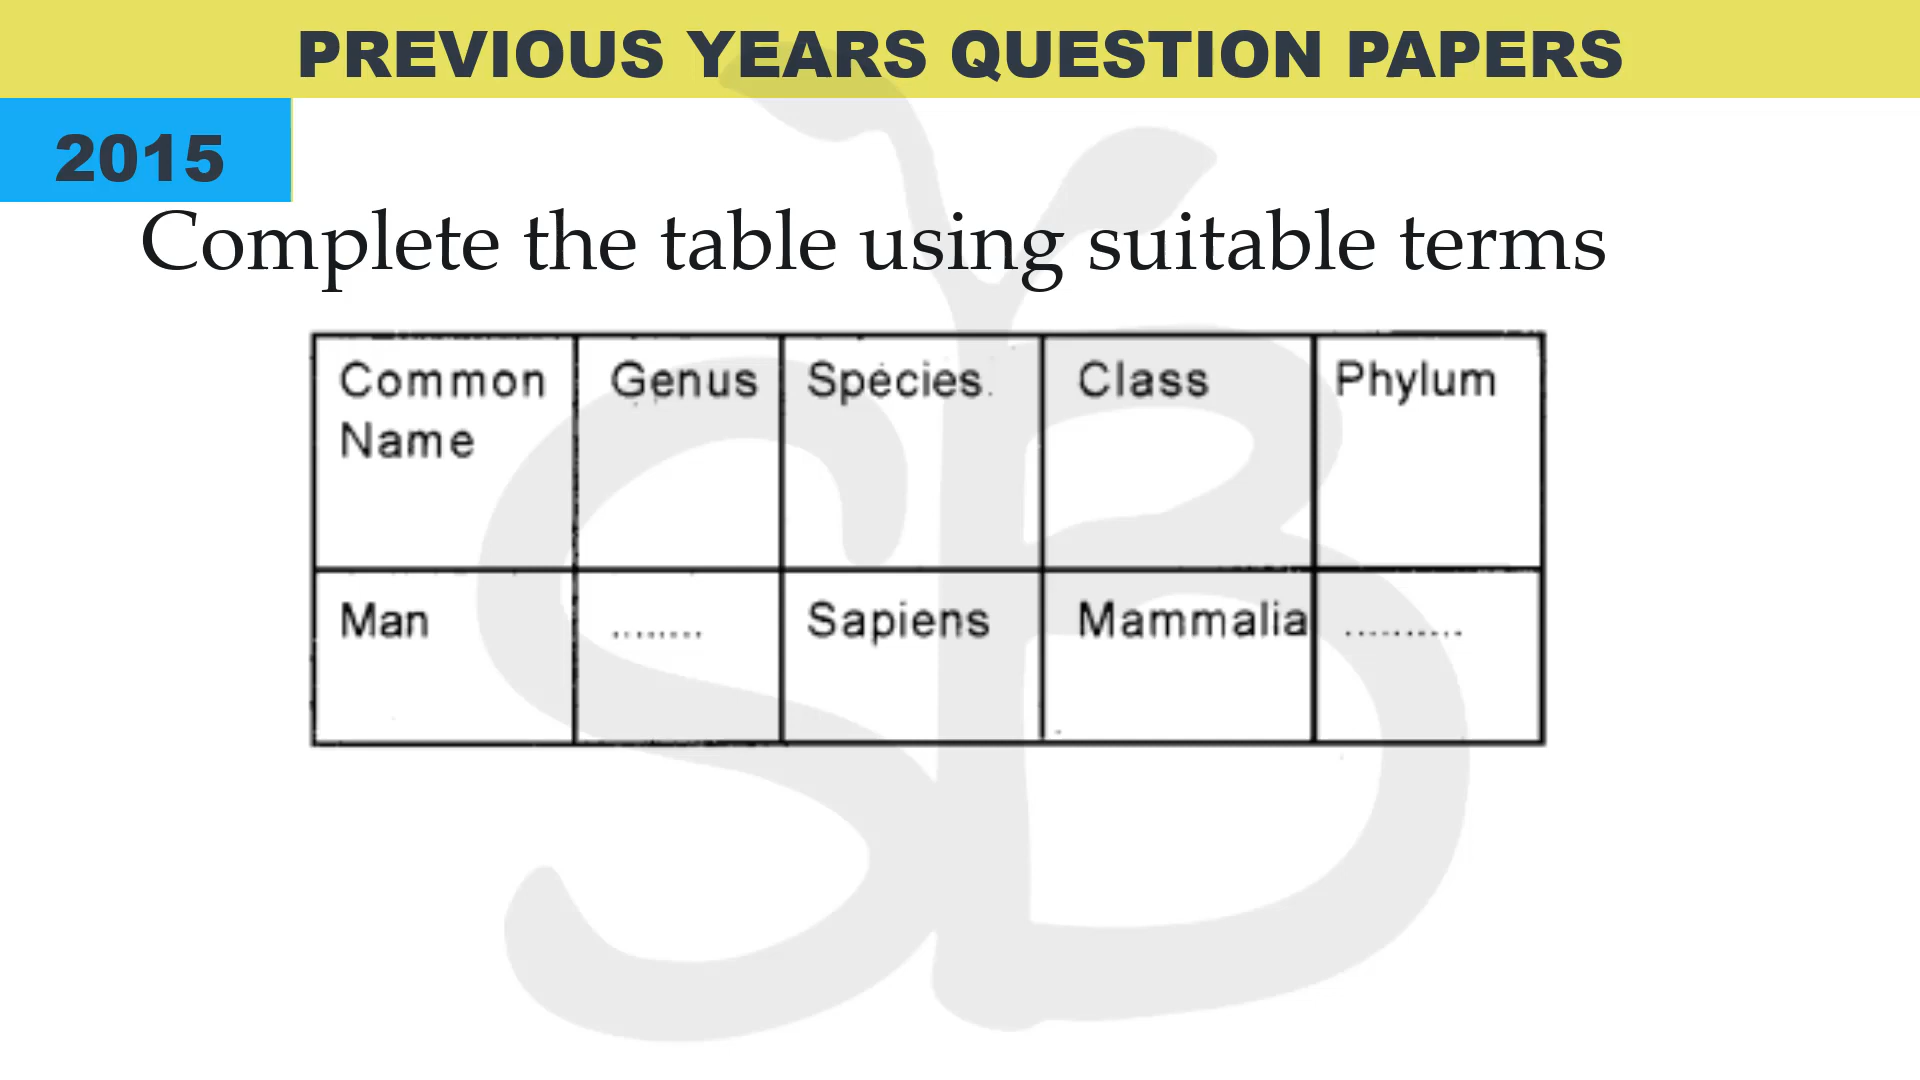 PREVIOUS YEARS QUESTION PAPERS
2015
Complete the table using suitable terms
Common Name Genus Species. Class Phylum
Man ........ Sapiens Mammalia ..........
SB